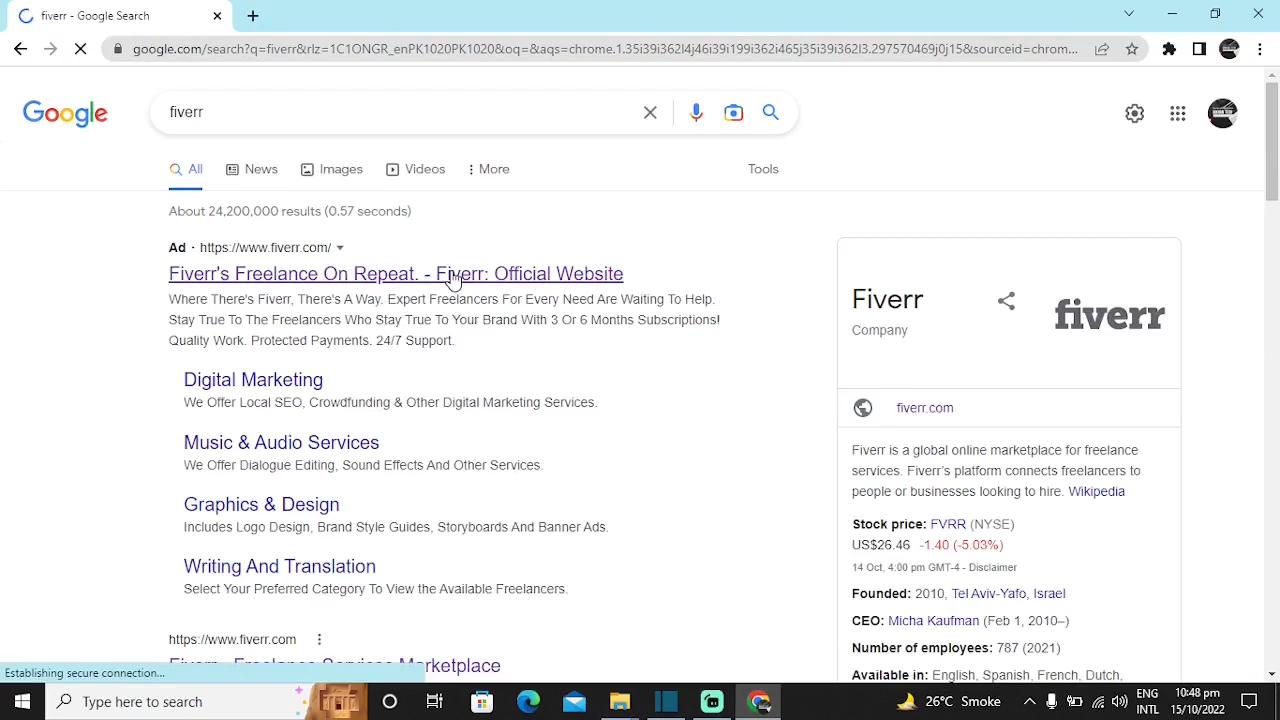 fiverr - Google Search
google.com/search?q=fiverr&rlz=1C1ONGR_enPK1020PK1020&oq=&aqs=chrome.1.35i39i362l4j46i39i199i362i465j35i39i362l3.297570469j0j15&sourceid=chrom...
Google
fiverr
All
News
Images
Videos
More
Tools
About 24,200,000 results (0.57 seconds)
Ad · https://www.fiverr.com/
Fiverr's Freelance On Repeat. - Fiverr: Official Website
Where There's Fiverr, There's A Way. Expert Freelancers For Every Need Are Waiting To Help.
Stay True To The Freelancers Who Stay True To Your Brand With 3 Or 6 Months Subscriptions!
Quality Work. Protected Payments. 24/7 Support.
Digital Marketing
We Offer Local SEO, Crowdfunding & Other Digital Marketing Services.
Music & Audio Services
We Offer Dialogue Editing, Sound Effects And Other Services.
Graphics & Design
Includes Logo Design, Brand Style Guides, Storyboards And Banner Ads.
Writing And Translation
Select Your Preferred Category To View the Available Freelancers.
https://www.fiverr.com
Fiverr - Freelance Services Marketplace
Fiverr
Company
fiverr
fiverr.com
Fiverr is a global online marketplace for freelance
services. Fiverr's platform connects freelancers to
people or businesses looking to hire. Wikipedia
Stock price: FVRR (NYSE)
US$26.46 -1.40 (-5.03%)
14 Oct, 4:00 pm GMT-4 - Disclaimer
Founded: 2010, Tel Aviv-Yafo, Israel
CEO: Micha Kaufman (Feb 1, 2010–)
Number of employees: 787 (2021)
Available in: English, Spanish, French, Dutch,
Establishing secure connection...
Type here to search
26°C Smoke
ENG
INTL
10:48 pm
15/10/2022